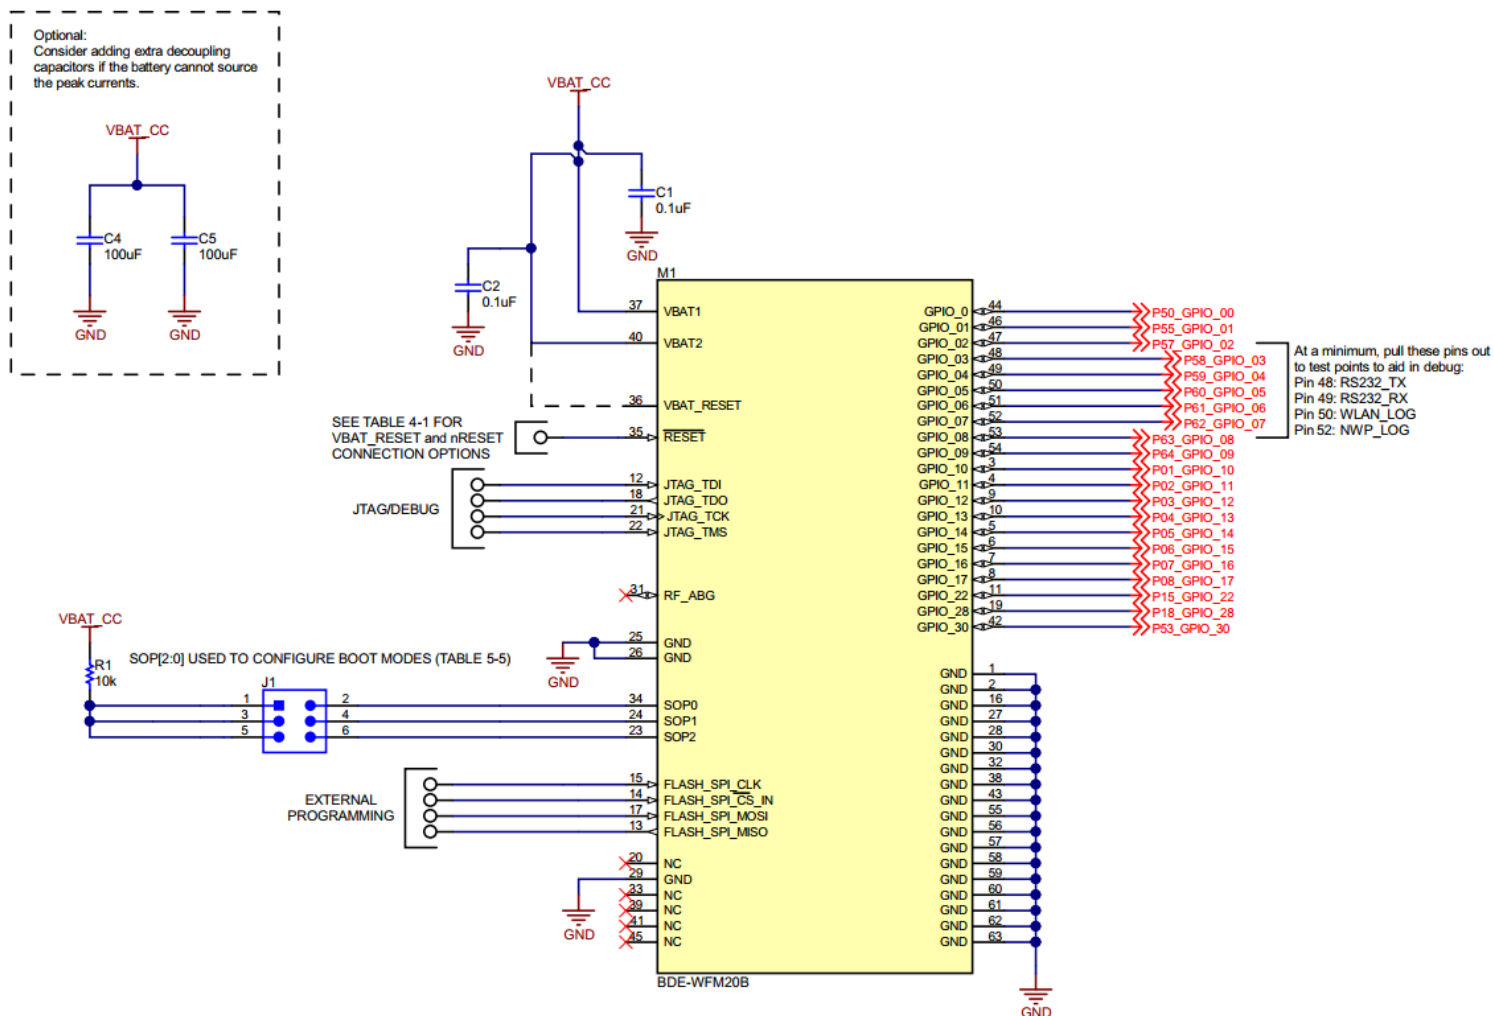 Optional:
Consider adding extra decoupling
capacitors if the battery cannot source
the peak currents.
VBAT_CC
C4
100uF
C5
100uF
GND
GND
VBAT_CC
C1
0.1uF
GND
C2
0.1uF
GND
M1
37 VBAT1
40 VBAT2
36 VBAT_RESET
35 RESET
SEE TABLE 4-1 FOR
VBAT_RESET and nRESET
CONNECTION OPTIONS
JTAG/DEBUG
12 JTAG_TDI
18 JTAG_TDO
21 JTAG_TCK
22 JTAG_TMS
31 RF_ABG
25 GND
26 GND
GND
VBAT_CC
R1
10k
SOP[2:0] USED TO CONFIGURE BOOT MODES (TABLE 5-5)
J1
1 2
3 4
5 6
34 SOP0
24 SOP1
23 SOP2
EXTERNAL
PROGRAMMING
15 FLASH_SPI_CLK
14 FLASH_SPI_CS_IN
17 FLASH_SPI_MOSI
13 FLASH_SPI_MISO
20 NC
29 GND
33 NC
39 NC
41 NC
45 NC
GND
GPIO_0 44 P50_GPIO_00
GPIO_01 46 P55_GPIO_01
GPIO_02 47 P57_GPIO_02
GPIO_03 48 P58_GPIO_03
GPIO_04 49 P59_GPIO_04
GPIO_05 50 P60_GPIO_05
GPIO_06 51 P61_GPIO_06
GPIO_07 52 P62_GPIO_07
GPIO_08 53 P63_GPIO_08
GPIO_09 54 P64_GPIO_09
GPIO_10 3 P01_GPIO_10
GPIO_11 4 P02_GPIO_11
GPIO_12 9 P03_GPIO_12
GPIO_13 10 P04_GPIO_13
GPIO_14 5 P05_GPIO_14
GPIO_15 6 P06_GPIO_15
GPIO_16 7 P07_GPIO_16
GPIO_17 8 P08_GPIO_17
GPIO_22 11 P15_GPIO_22
GPIO_28 19 P18_GPIO_28
GPIO_30 42 P53_GPIO_30
At a minimum, pull these pins out
to test points to aid in debug:
Pin 48: RS232_TX
Pin 49: RS232_RX
Pin 50: WLAN_LOG
Pin 52: NWP_LOG
GND 1
GND 2
GND 16
GND 27
GND 28
GND 30
GND 32
GND 38
GND 43
GND 55
GND 56
GND 57
GND 58
GND 59
GND 60
GND 61
GND 62
GND 63
GND
BDE-WFM20B